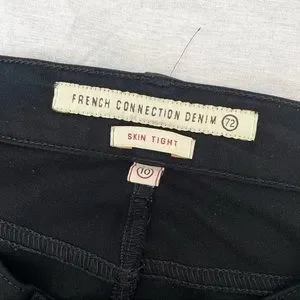 FRENCH CONNECTION DENIM 72
SKIN TIGHT
10